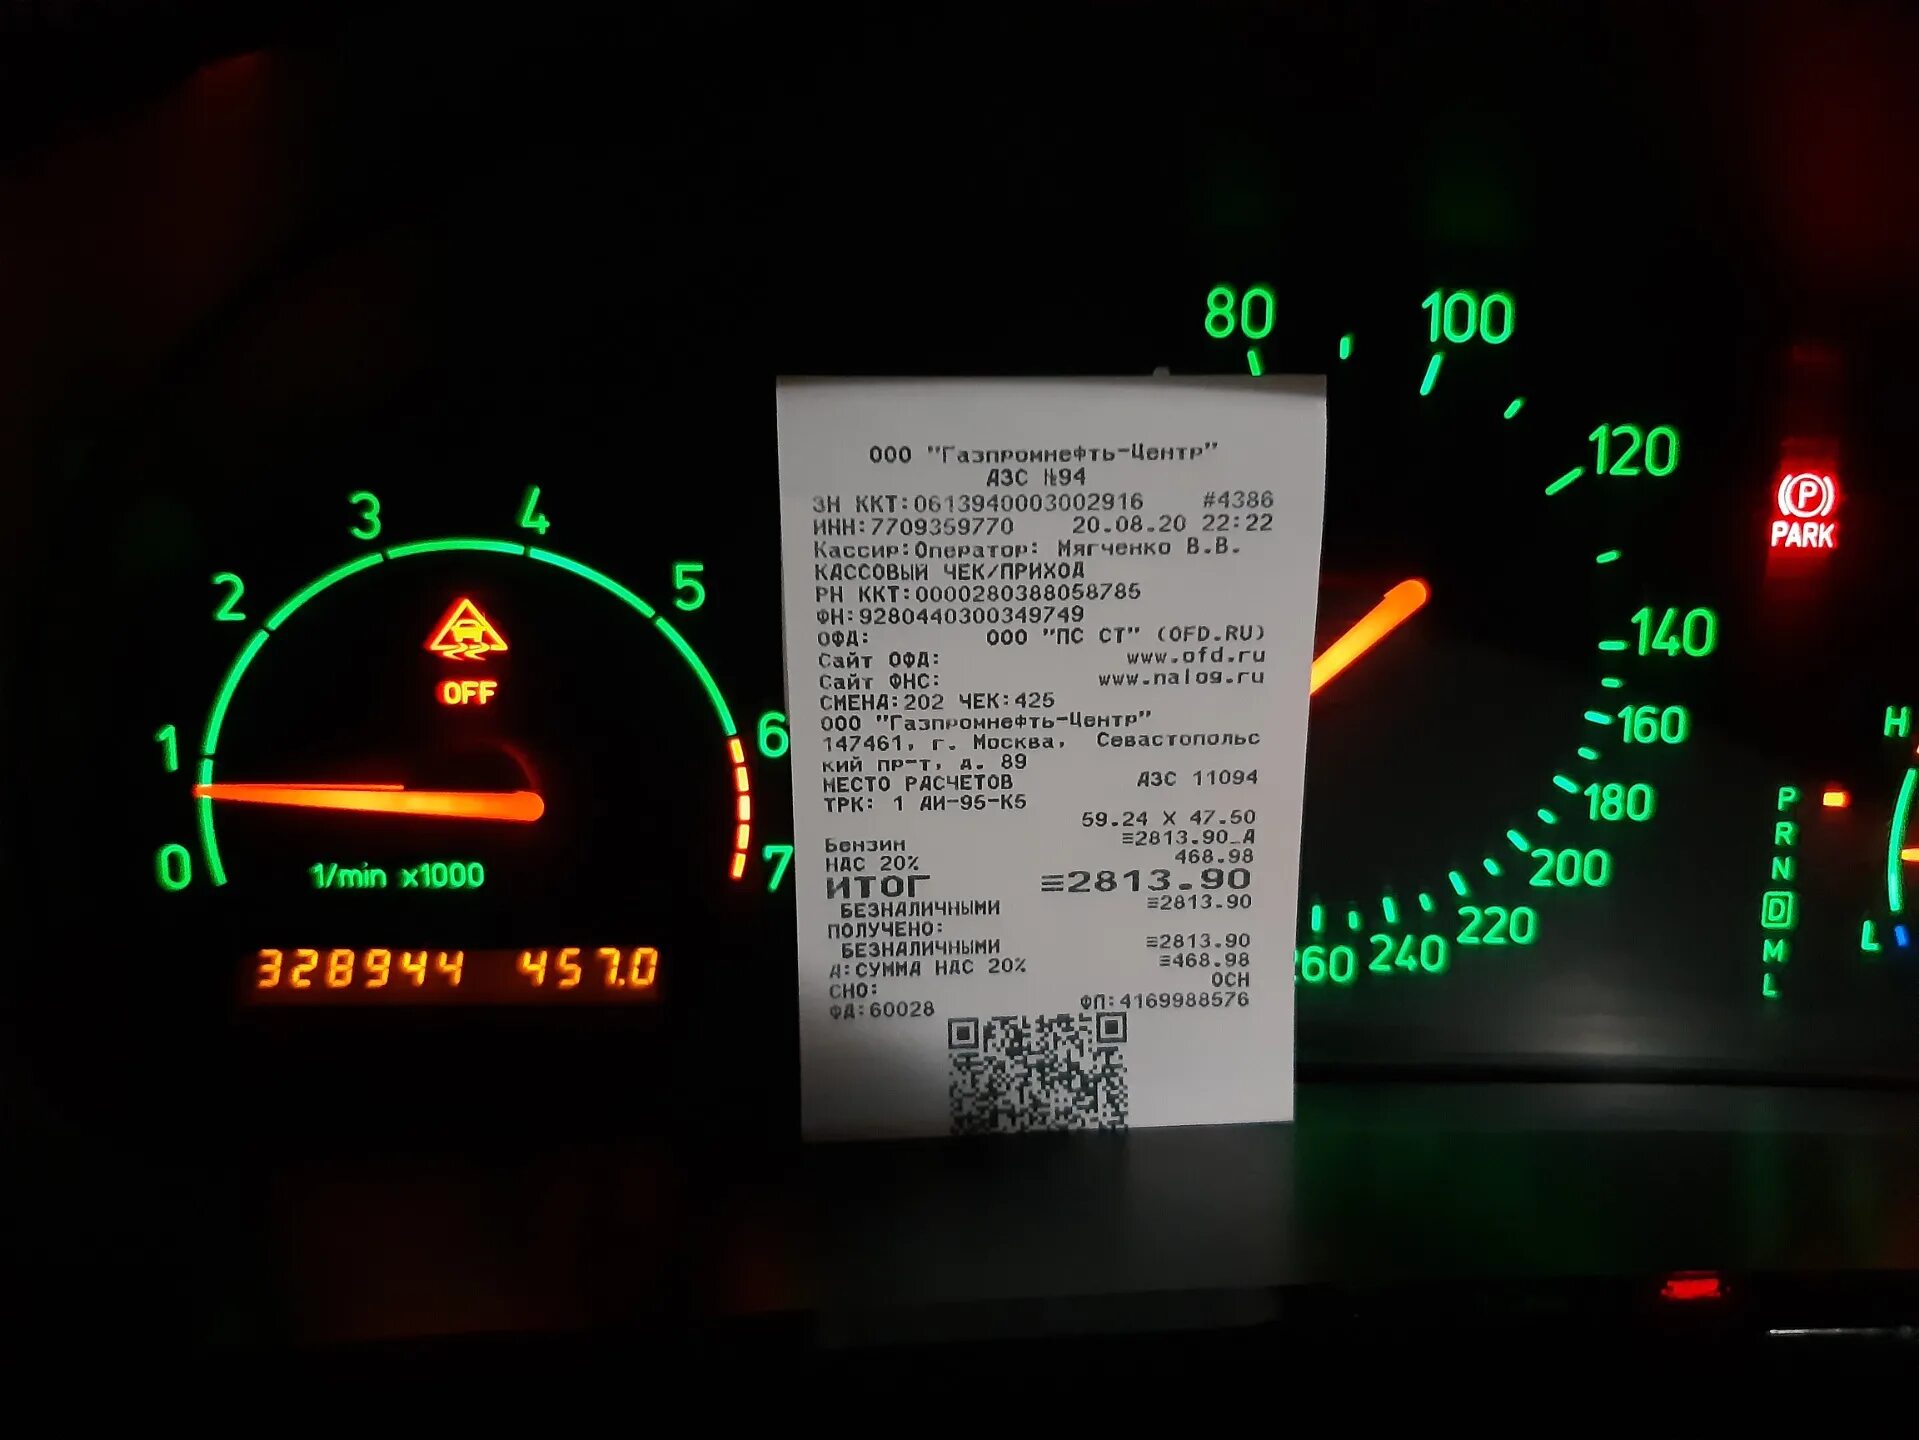 80
100
120
140
160
180
200
220
240
260
PARK
0
1
2
3
4
5
6
7
OFF
1/min x1000
328944 457.0
ООО "Газпромнефть-Центр"
АЗС №94
ЗН ККТ:0613940003002916 #4386
ИНН:7709359770 20.08.20 22:22
Кассир:Оператор: Мягченко В.В.
КАССОВЫЙ ЧЕК/ПРИХОД
РН ККТ:0000280388058785
ФН:9280440300349749
ОФД: ООО "ПС СТ" (OFD.RU)
Сайт ОФД: www.ofd.ru
Сайт ФНС: www.nalog.ru
СМЕНА:202 ЧЕК:425
ООО "Газпромнефть-Центр"
147461, г. Москва, Севастопольс
кий пр-т, д. 89
МЕСТО РАСЧЕТОВ АЗС 11094
ТРК: 1 АИ-95-К5
59.24 X 47.50
Бензин ≡2813.90_А
НДС 20% 468.98
ИТОГ ≡2813.90
БЕЗНАЛИЧНЫМИ ≡2813.90
ПОЛУЧЕНО:
БЕЗНАЛИЧНЫМИ ≡2813.90
А:СУММА НДС 20% ≡468.98
СНО: ОСН
ФД:60028 ФП:4169988576
P
R
N
D
M
L
H
L